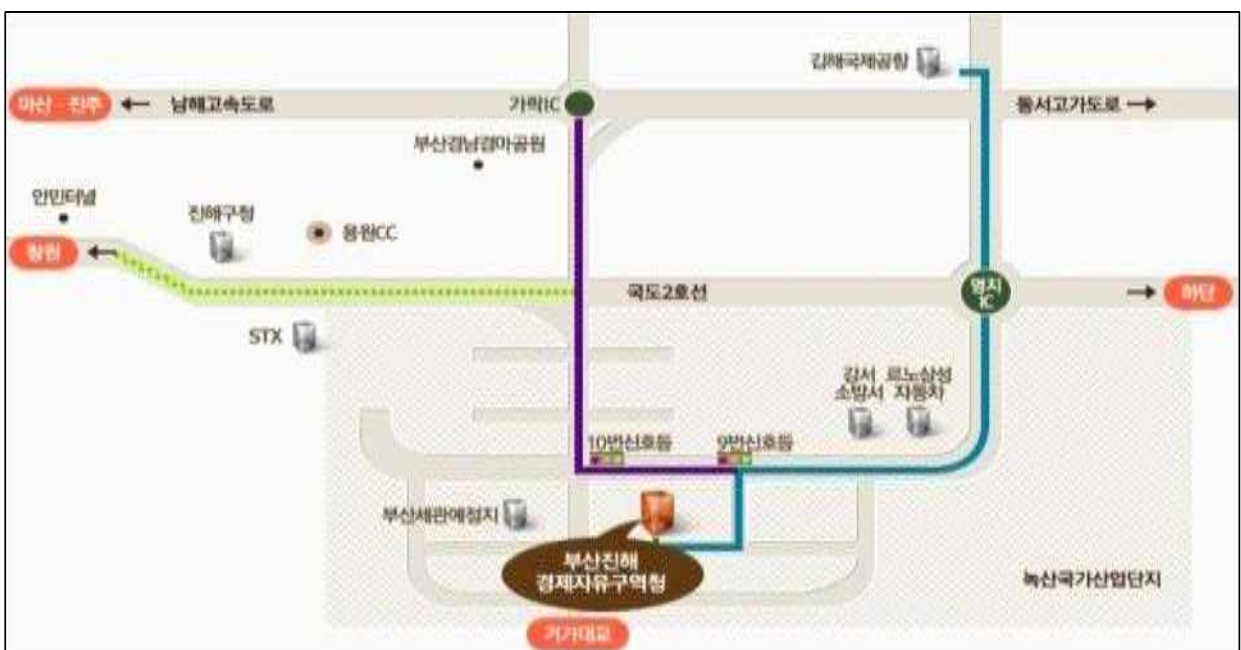 김해국제공항
마산 · 진주
남해고속도로
가락IC
동서고가도로
부산경남경마공원
안민터널
진해구청
용원CC
창원
국도2호선
명지
IC
하단
STX
강서
소방서
르노삼성
자동차
10번신호등
9번신호등
부산세관예정지
부산진해
경제자유구역청
녹산국가산업단지
거가대교